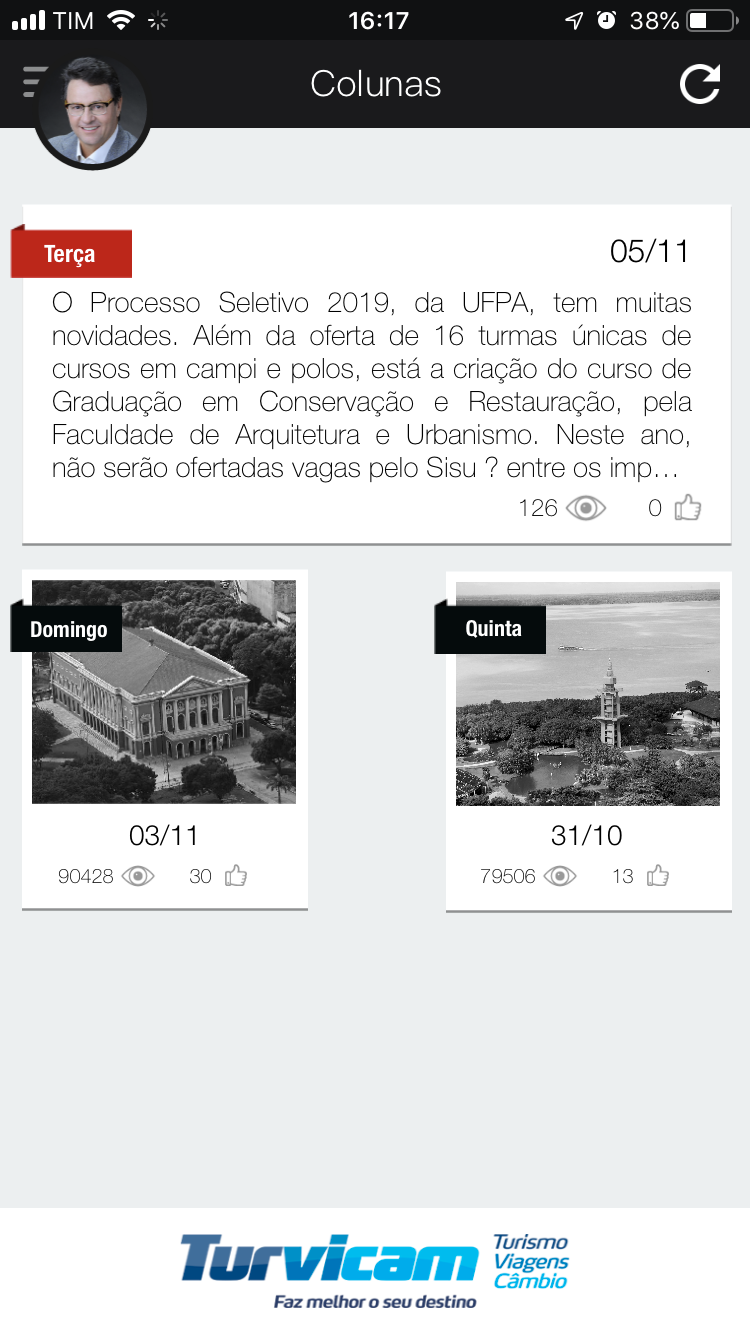 TIM 16:17 38%
Colunas
Terça
05/11
O Processo Seletivo 2019, da UFPA, tem muitas
novidades. Além da oferta de 16 turmas únicas de
cursos em campi e polos, está a criação do curso de
Graduação em Conservação e Restauração, pela
Faculdade de Arquitetura e Urbanismo. Neste ano,
não serão ofertadas vagas pelo Sisu ? entre os imp...
126 0
Domingo
03/11
90428 30
Quinta
31/10
79506 13
Turvicam
Turismo
Viagens
Câmbio
Faz melhor o seu destino